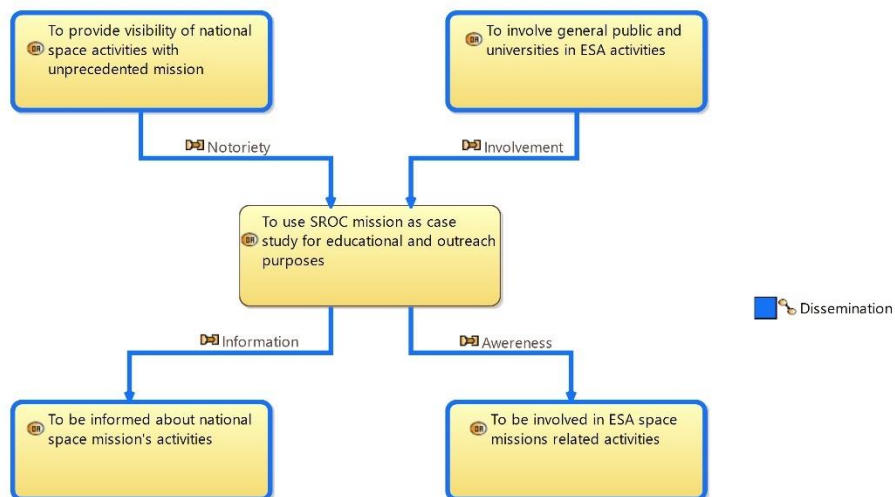 To provide visibility of national
space activities with
unprecedented mission
To involve general public and
universities in ESA activities
Notoriety
Involvement
To use SROC mission as case
study for educational and outreach
purposes
Dissemination
Information
Awereness
To be informed about national
space mission's activities
To be involved in ESA space
missions related activities